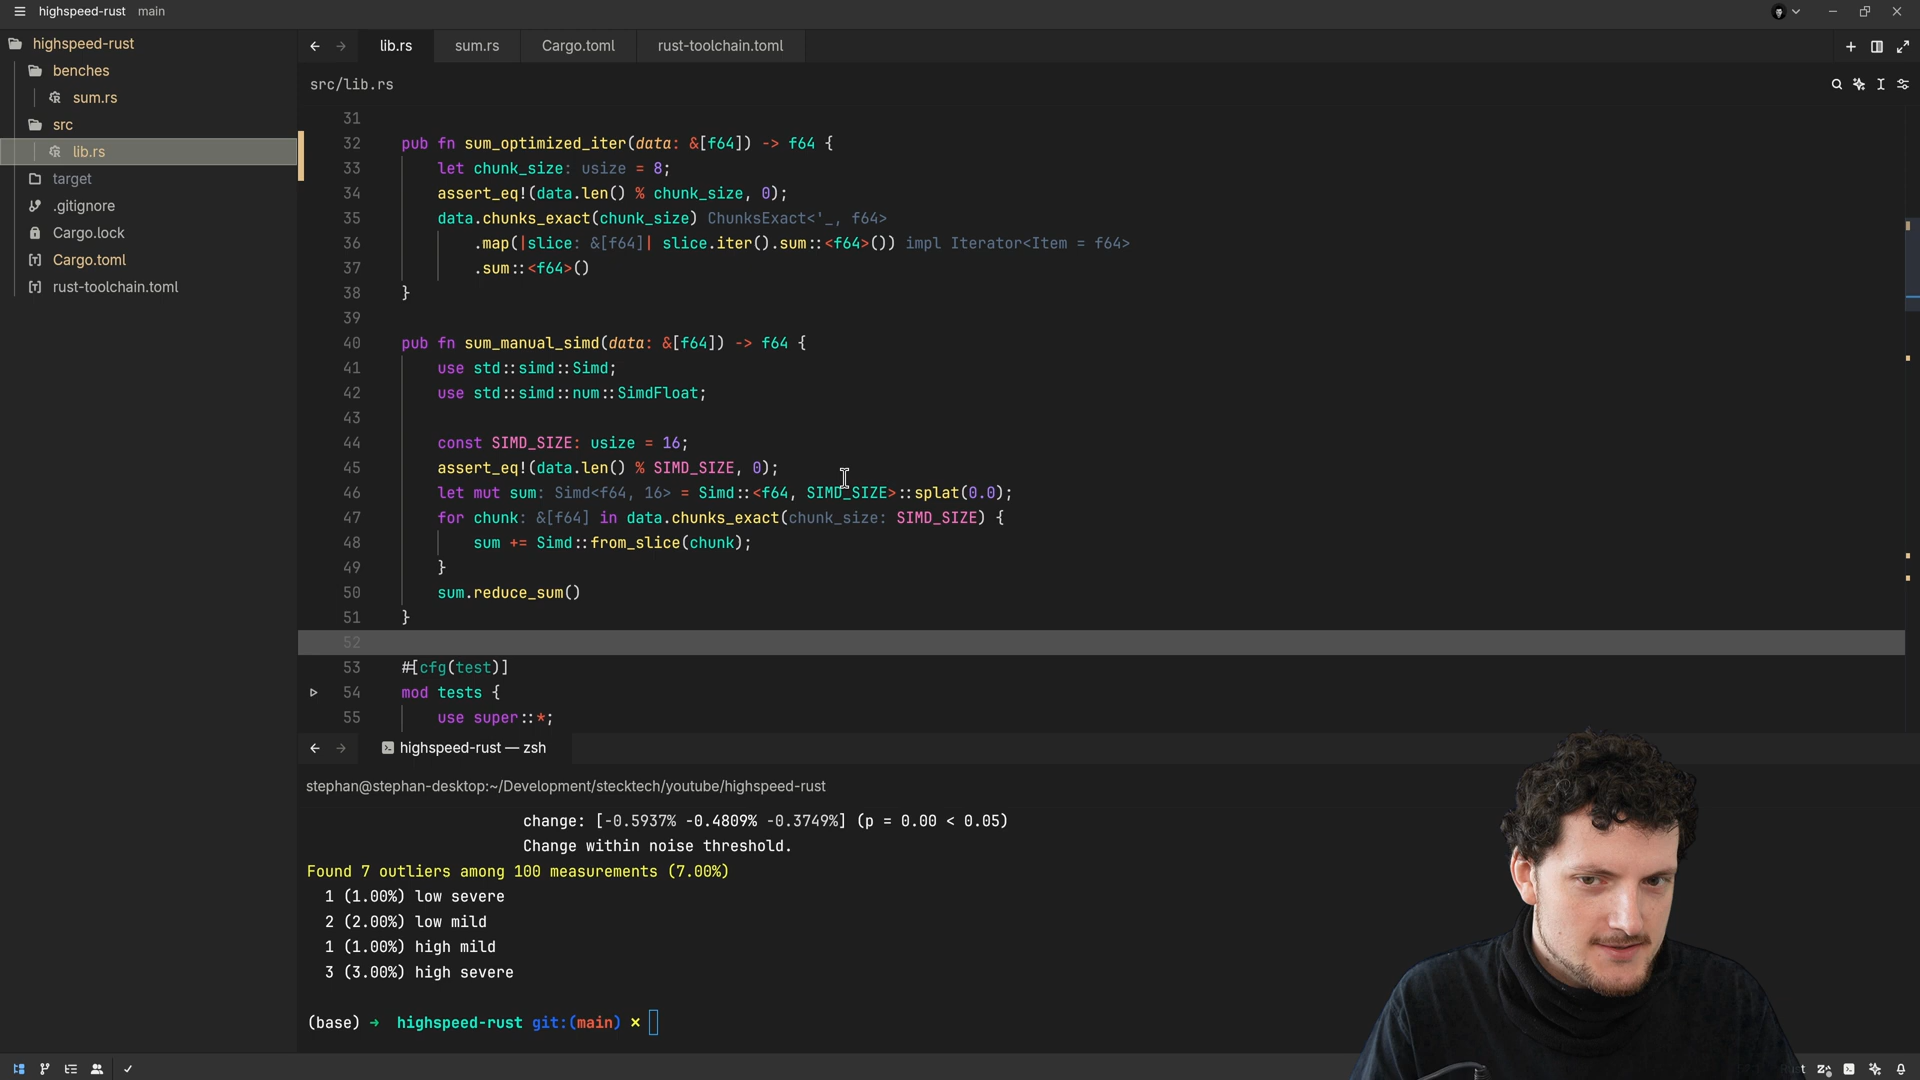 highspeed-rust main
highspeed-rust
benches
sum.rs
src
lib.rs
target
.gitignore
Cargo.lock
Cargo.toml
rust-toolchain.toml
lib.rs
sum.rs
Cargo.toml
rust-toolchain.toml
src/lib.rs
31
32 pub fn sum_optimized_iter(data: &[f64]) -> f64 {
33 let chunk_size: usize = 8;
34 assert_eq!(data.len() % chunk_size, 0);
35 data.chunks_exact(chunk_size) ChunksExact<'_, f64>
36 .map(|slice: &[f64]| slice.iter().sum::<f64>()) impl Iterator<Item = f64>
37 .sum::<f64>()
38 }
39
40 pub fn sum_manual_simd(data: &[f64]) -> f64 {
41 use std::simd::Simd;
42 use std::simd::num::SimdFloat;
43
44 const SIMD_SIZE: usize = 16;
45 assert_eq!(data.len() % SIMD_SIZE, 0);
46 let mut sum: Simd<f64, 16> = Simd::<f64, SIMD_SIZE>::splat(0.0);
47 for chunk: &[f64] in data.chunks_exact(chunk_size: SIMD_SIZE) {
48 sum += Simd::from_slice(chunk);
49 }
50 sum.reduce_sum()
51 }
52
53 #[cfg(test)]
54 mod tests {
55 use super::*;
highspeed-rust — zsh
stephan@stephan-desktop:~/Development/stecktech/youtube/highspeed-rust
change: [-0.5937% -0.4809% -0.3749%] (p = 0.00 < 0.05)
Change within noise threshold.
Found 7 outliers among 100 measurements (7.00%)
1 (1.00%) low severe
2 (2.00%) low mild
1 (1.00%) high mild
3 (3.00%) high severe
(base) → highspeed-rust git:(main) ×